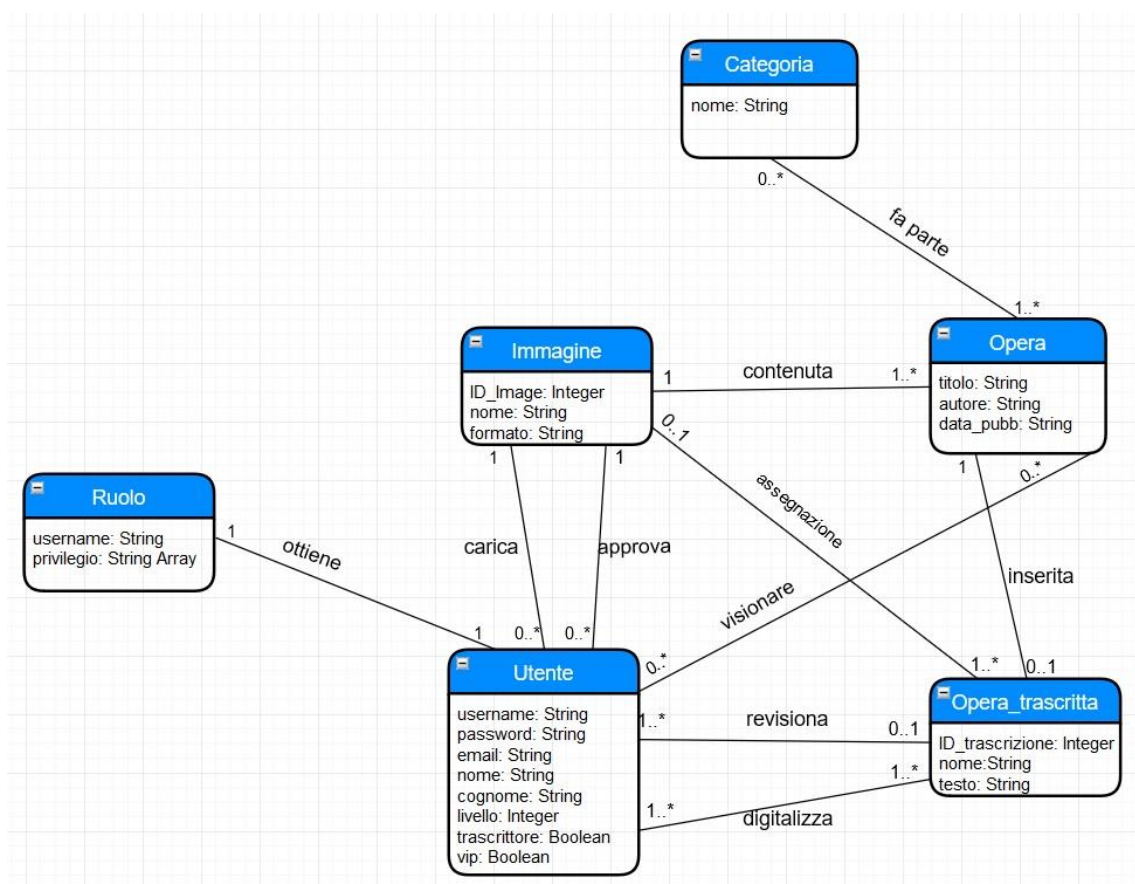 Categoria
nome: String
0..*
fa parte
1..*
Immagine
ID_Image: Integer
nome: String
formato: String
1
contenuta
1..*
Opera
titolo: String
autore: String
data_pubb: String
0..1
1
1
1
0..*
Ruolo
username: String
privilegio: String Array
1
ottiene
carica
approva
assegnazione
visionare
inserita
1
0..*
0..*
0..*
1..*
0..1
Utente
username: String
password: String
email: String
nome: String
cognome: String
livello: Integer
trascrittore: Boolean
vip: Boolean
1..*
revisiona
0..1
1..*
digitalizza
1..*
Opera_trascritta
ID_trascrizione: Integer
nome:String
testo: String